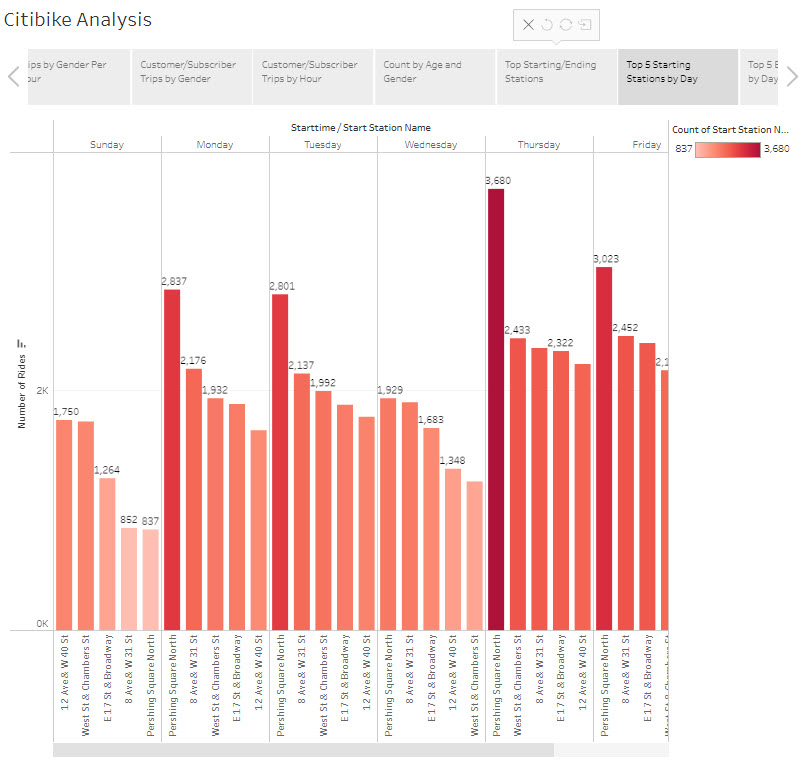 Citibike Analysis
ips by Gender Per
our
Customer/Subscriber
Trips by Gender
Customer/Subscriber
Trips by Hour
Count by Age and
Gender
Top Starting/Ending
Stations
Top 5 Starting
Stations by Day
Top 5 E
by Day
Starttime / Start Station Name
Sunday
Monday
Tuesday
Wednesday
Thursday
Friday
Count of Start Station N...
837
3,680
Number of Rides
2K
0K
1,750
1,264
852
837
2,837
2,176
1,932
2,801
2,137
1,992
1,929
1,683
1,348
3,680
2,433
2,322
3,023
2,452
2,1
12 Ave & W 40 St
West St & Chambers St
E 17 St & Broadway
8 Ave & W 31 St
Pershing Square North
Pershing Square North
8 Ave & W 31 St
West St & Chambers St
E 17 St & Broadway
12 Ave & W 40 St
Pershing Square North
8 Ave & W 31 St
West St & Chambers St
E 17 St & Broadway
12 Ave & W 40 St
Pershing Square North
8 Ave & W 31 St
E 17 St & Broadway
12 Ave & W 40 St
West St & Chambers St
Pershing Square North
West St & Chambers St
8 Ave & W 31 St
E 17 St & Broadway
12 Ave & W 40 St
Pershing Square North
8 Ave & W 31 St
E 17 St & Broadway